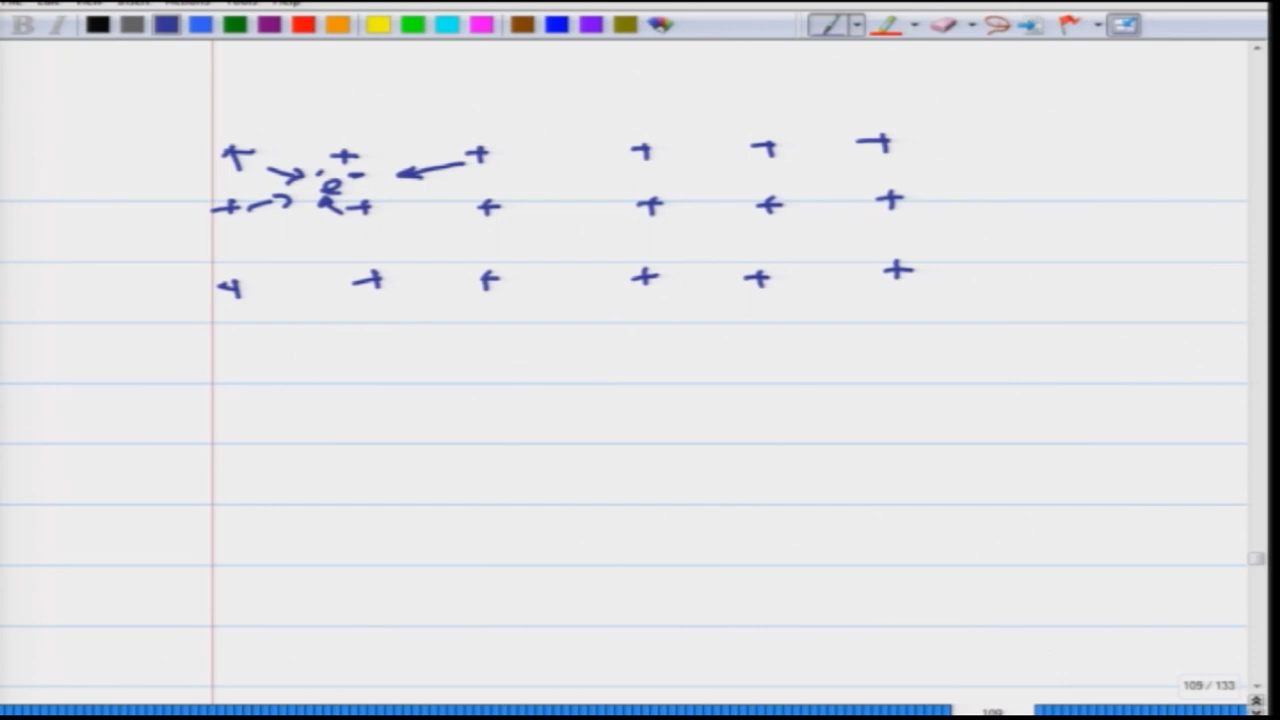 + + + + + +
e-
+ + + + + +
+ + + + + +
109 / 133